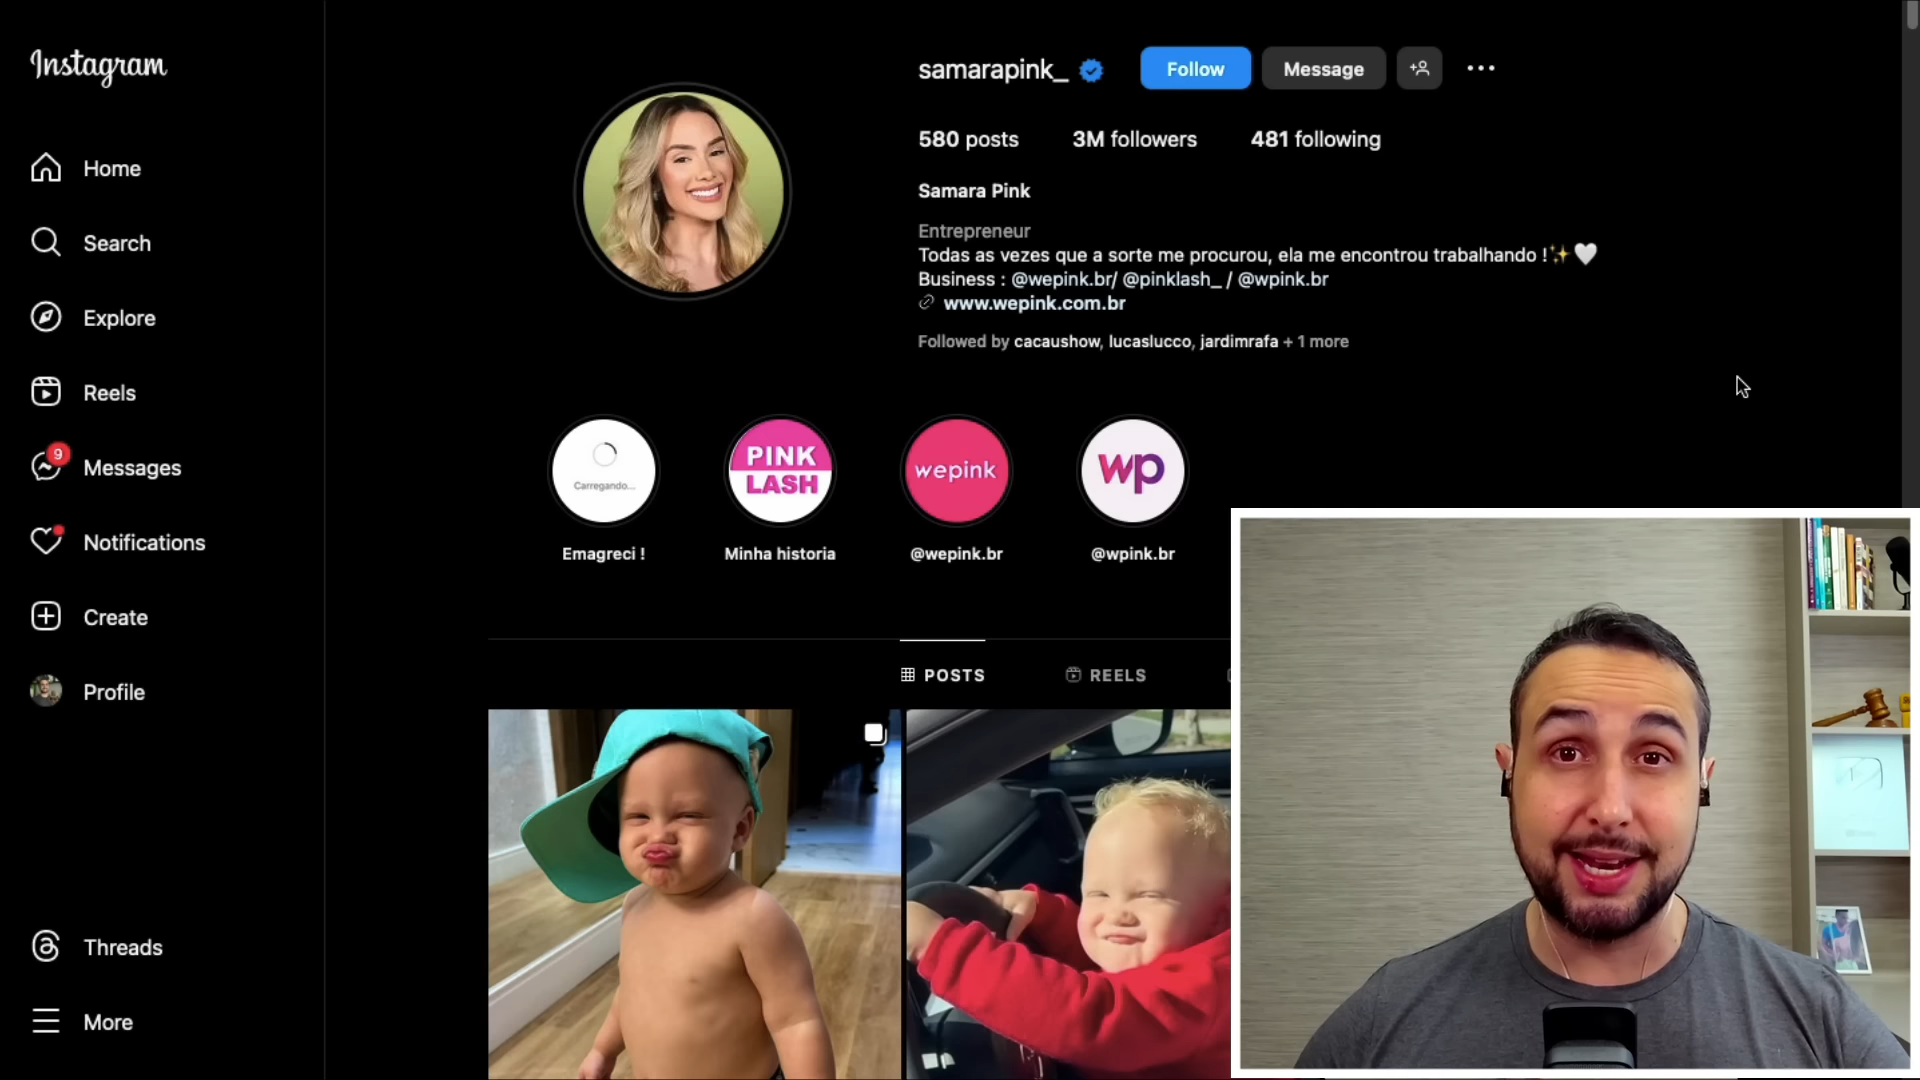 Instagram
Home
Search
Explore
Reels
9
Messages
Notifications
Create
Profile
Threads
More
samarapink_
Follow
Message
580 posts
3M followers
481 following
Samara Pink
Entrepreneur
Todas as vezes que a sorte me procurou, ela me encontrou trabalhando !✨🤍
Business : @wepink.br/ @pinklash_ / @wpink.br
www.wepink.com.br
Followed by cacaushow, lucaslucco, jardimrafa + 1 more
Carregando...
PINK
LASH
wepink
wp
Emagreci !
Minha historia
@wepink.br
@wpink.br
POSTS
REELS